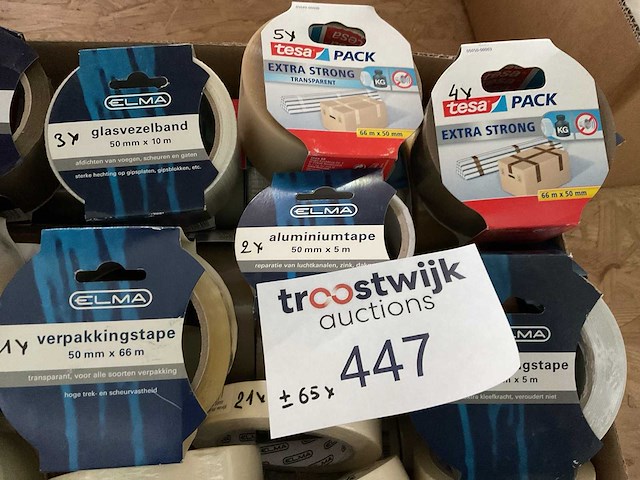 5x
tesa PACK
EXTRA STRONG
TRANSPARENT
KG
66 m x 50 mm
4x
tesa PACK
EXTRA STRONG
KG
66 m x 50 mm
ELMA
3x glasvezelband
50 mm x 10 m
afdichten van voegen, scheuren en gaten
sterke hechting op gipsplaten, gipsblokken, etc.
ELMA
2x aluminiumtape
50 mm x 5 m
reparatie van luchtkanalen, zink,
ELMA
1x verpakkingstape
50 mm x 66 m
transparant, voor alle soorten verpakking
hoge trek- en scheurvastheid
troostwijk
auctions
447
± 65x
21x
ELMA
ELMA
x 5 m
kleefkracht, veroudert niet